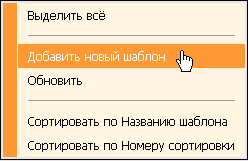 Выделить всё
Добавить новый шаблон
Обновить
Сортировать по Названию шаблона
Сортировать по Номеру сортировки